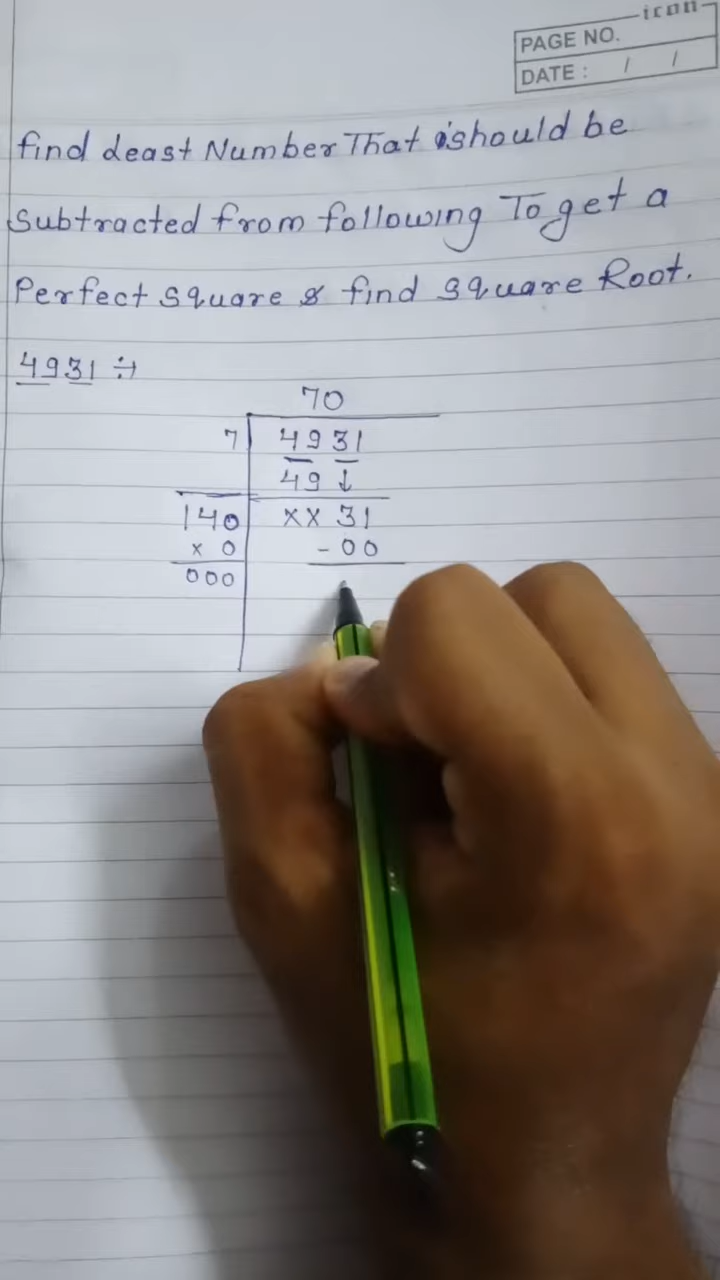 icon
PAGE NO.
DATE : / /
find Least Number That should be
Subtracted from following To get a
Perfect Square & find square Root.
4931 ÷
70
7 4931
49 ↓
140 ×× 31
× 0 - 00
000